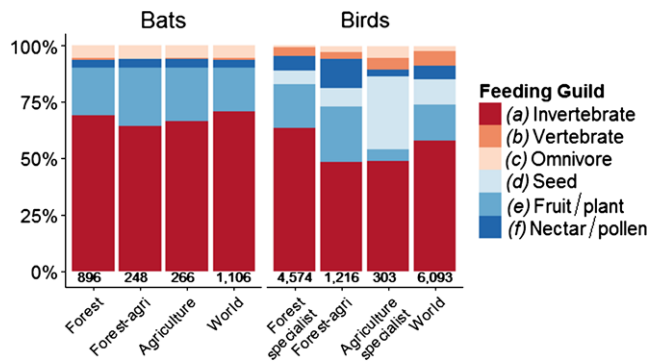 Bats Birds
100%
75%
50%
25%
0%
896 248 266 1,106 4,574 1,216 303 6,093
Forest
Forest-agri
Agriculture
World
Forest
specialist
Forest-agri
Agriculture
specialist
World
Feeding Guild
(a) Invertebrate
(b) Vertebrate
(c) Omnivore
(d) Seed
(e) Fruit/plant
(f) Nectar/pollen